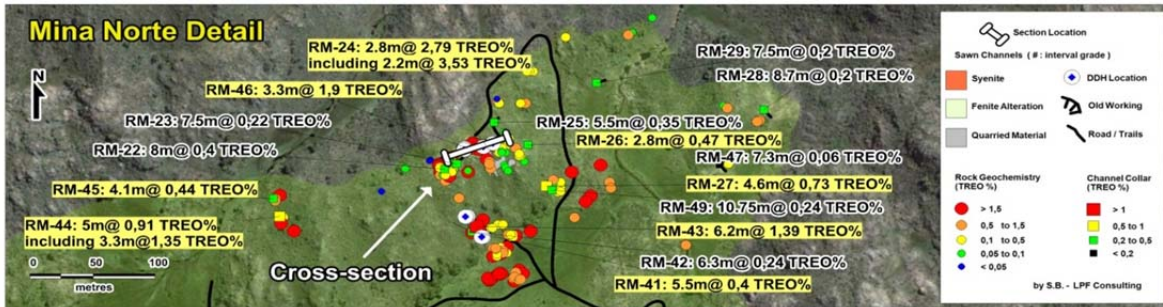 Mina Norte Detail
N
RM-24: 2.8m@ 2,79 TREO%
including 2.2m@ 3,53 TREO%
RM-46: 3.3m@ 1,9 TREO%
RM-23: 7.5m@ 0,22 TREO%
RM-22: 8m@ 0,4 TREO%
RM-45: 4.1m@ 0,44 TREO%
RM-44: 5m@ 0,91 TREO%
including 3.3m@1,35 TREO%
0 50 100
metres
Cross-section
RM-29: 7.5m@ 0,2 TREO%
RM-28: 8.7m@ 0,2 TREO%
RM-25: 5.5m@ 0,35 TREO%
RM-26: 2.8m@ 0,47 TREO%
RM-47: 7.3m@ 0,06 TREO%
RM-27: 4.6m@ 0,73 TREO%
RM-49: 10.75m@ 0,24 TREO%
RM-43: 6.2m@ 1,39 TREO%
RM-42: 6.3m@ 0,24 TREO%
RM-41: 5.5m@ 0,4 TREO%
Section Location
Sawn Channels ( # : interval grade )
Syenite
DDH Location
Fenite Alteration
Old Working
Quarried Material
Road / Trails
Rock Geochemistry
(TREO %)
> 1,5
0,5 to 1,5
0,1 to 0,5
0,05 to 0,1
< 0,05
Channel Collar
(TREO %)
> 1
0,5 to 1
0,2 to 0,5
< 0,2
by S.B. - LPF Consulting